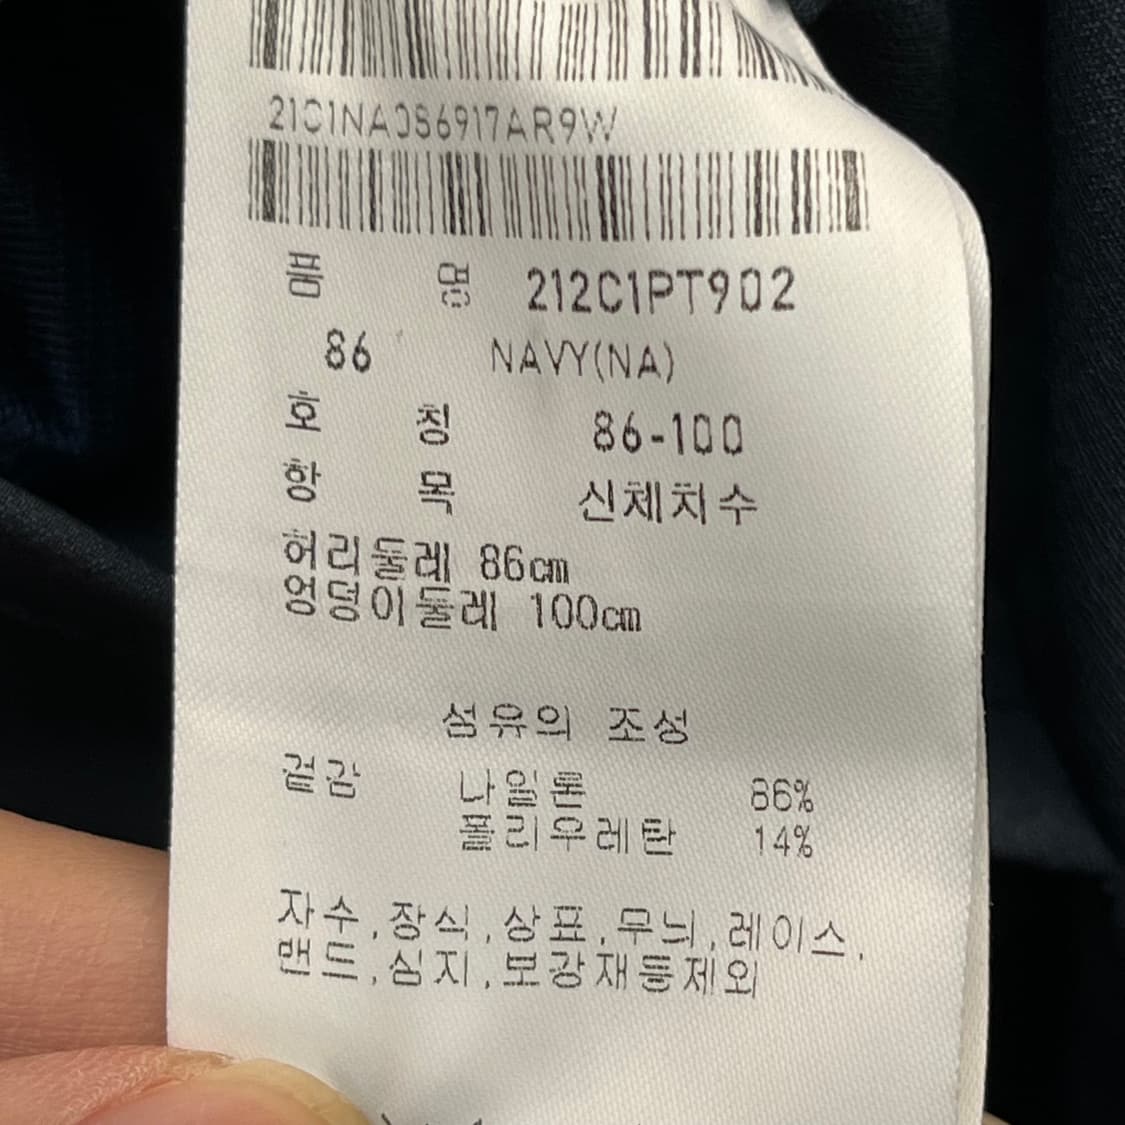 21C1NA086917AR9W
품 명 212C1PT902
86 NAVY(NA)
호 칭 86-100
항 목 신체치수
허리둘레 86㎝
엉덩이둘레 100㎝
섬유의 조성
겉감 나일론 86%
폴리우레탄 14%
자수,장식,상표,무늬,레이스,
밴드,심지,보강재등제외